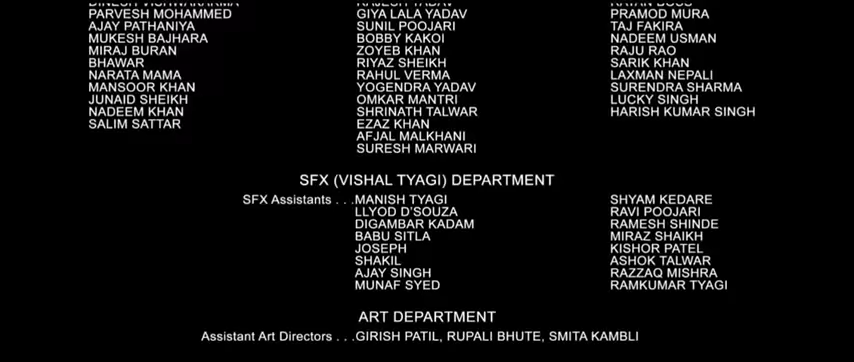 PARVESH MOHAMMED GIYA LALA YADAV PRAMOD MURA
AJAY PATHANIYA SUNIL POOJARI TAJ FAKIRA
MUKESH BAJHARA BOBBY KAKOI NADEEM USMAN
MIRAJ BURAN ZOYEB KHAN RAJU RAO
BHAWAR RIYAZ SHEIKH SARIK KHAN
NARATA MAMA RAHUL VERMA LAXMAN NEPALI
MANSOOR KHAN YOGENDRA YADAV SURENDRA SHARMA
JUNAID SHEIKH OMKAR MANTRI LUCKY SINGH
NADEEM KHAN SHRINATH TALWAR HARISH KUMAR SINGH
SALIM SATTAR EZAZ KHAN
AFJAL MALKHANI
SURESH MARWARI
SFX (VISHAL TYAGI) DEPARTMENT
SFX Assistants . . .MANISH TYAGI SHYAM KEDARE
LLYOD D'SOUZA RAVI POOJARI
DIGAMBAR KADAM RAMESH SHINDE
BABU SITLA MIRAZ SHAIKH
JOSEPH KISHOR PATEL
SHAKIL ASHOK TALWAR
AJAY SINGH RAZZAQ MISHRA
MUNAF SYED RAMKUMAR TYAGI
ART DEPARTMENT
Assistant Art Directors . . .GIRISH PATIL, RUPALI BHUTE, SMITA KAMBLI